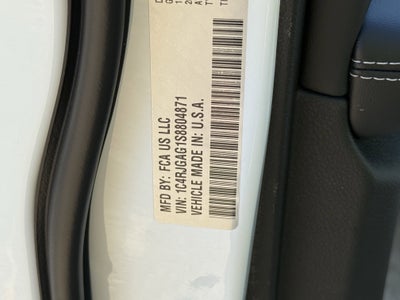 MFD BY: FCA US LLC
VIN: 1C4RJGAG1S8804871
VEHICLE MADE IN: U.S.A.